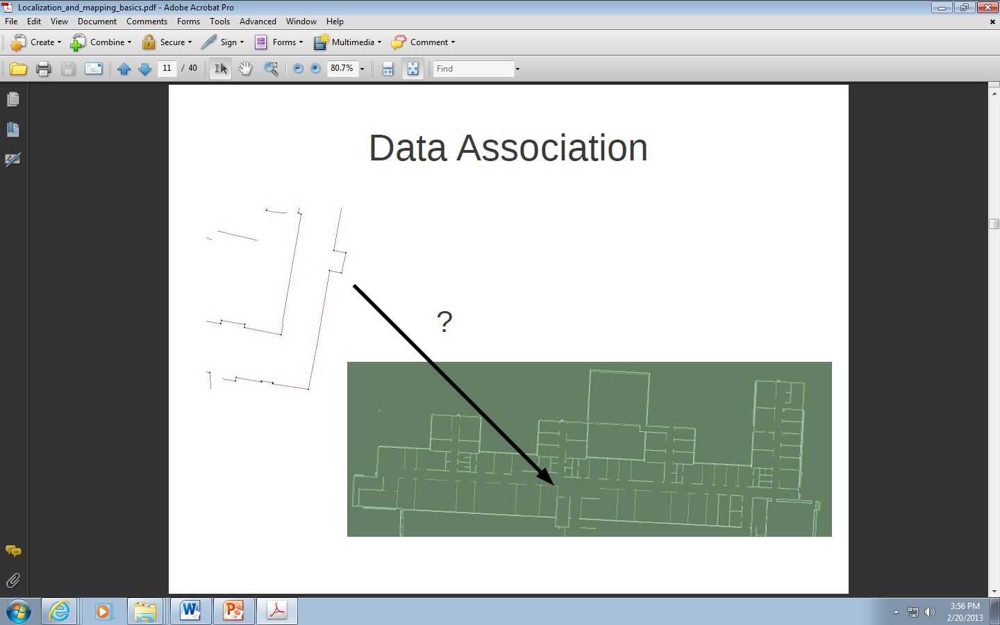 Localization_and_mapping_basics.pdf - Adobe Acrobat Pro
File Edit View Document Comments Forms Tools Advanced Window Help
Create Combine Secure Sign Forms Multimedia Comment
11 / 40 80.7% Find
Data Association
?
3:56 PM
2/20/2013